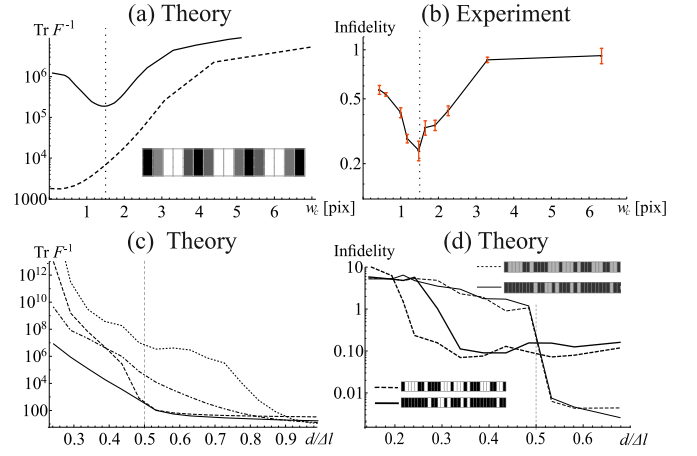 (a) Theory
Tr F⁻¹
10⁶
10⁵
10⁴
1000
1 2 3 4 5 6 w_c [pix]
(b) Experiment
Infidelity
1
0.5
0.2
1 2 3 4 5 6 w_c [pix]
(c) Theory
Tr F⁻¹
10¹²
10¹⁰
10⁸
10⁶
10⁴
100
0.3 0.4 0.5 0.6 0.7 0.8 0.9 d/Δl
(d) Theory
Infidelity
10
1
0.10
0.01
0.2 0.3 0.4 0.5 0.6 d/Δl